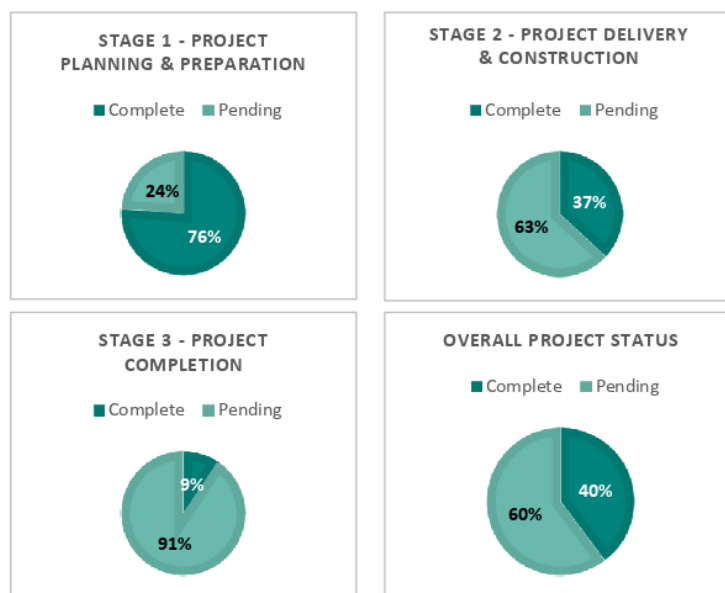 STAGE 1 - PROJECT
PLANNING & PREPARATION
Complete Pending
24%
76%
STAGE 2 - PROJECT DELIVERY
& CONSTRUCTION
Complete Pending
37%
63%
STAGE 3 - PROJECT
COMPLETION
Complete Pending
9%
91%
OVERALL PROJECT STATUS
Complete Pending
40%
60%